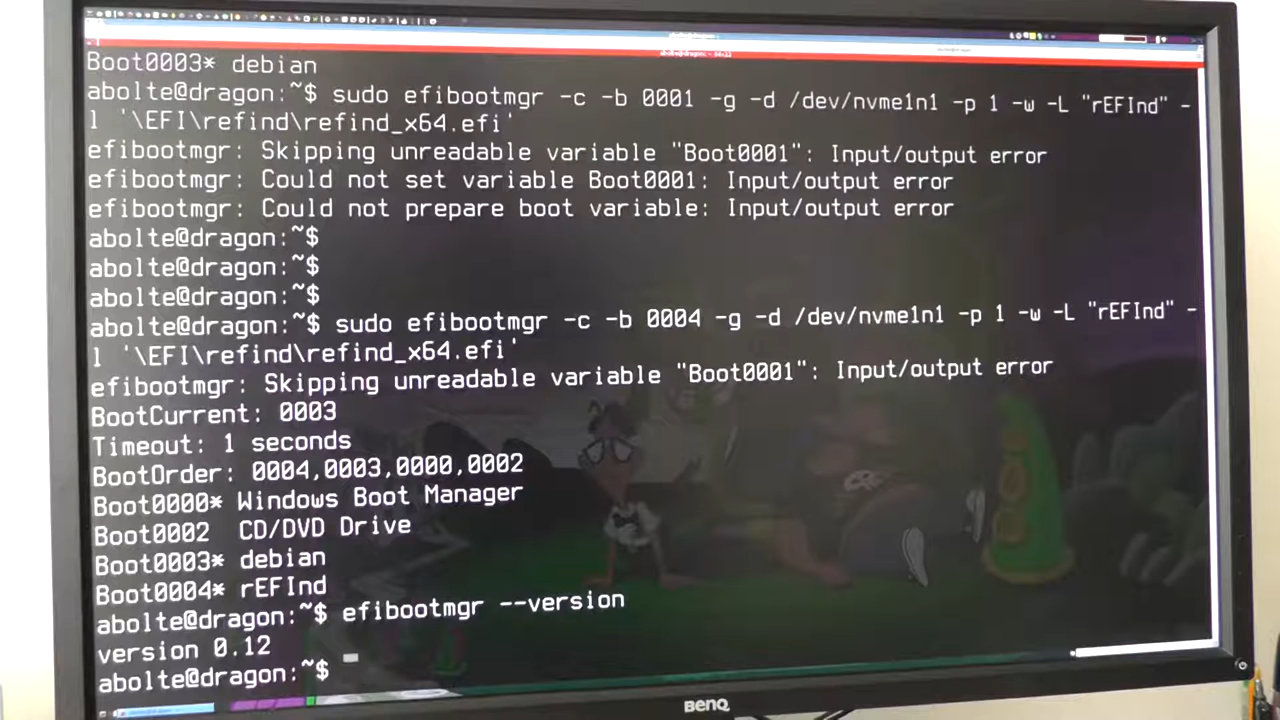 Boot0003* debian
abolte@dragon:~$ sudo efibootmgr -c -b 0001 -g -d /dev/nvme1n1 -p 1 -w -L "rEFInd" -
l '\EFI\refind\refind_x64.efi'
efibootmgr: Skipping unreadable variable "Boot0001": Input/output error
efibootmgr: Could not set variable Boot0001: Input/output error
efibootmgr: Could not prepare boot variable: Input/output error
abolte@dragon:~$
abolte@dragon:~$
abolte@dragon:~$
abolte@dragon:~$ sudo efibootmgr -c -b 0004 -g -d /dev/nvme1n1 -p 1 -w -L "rEFInd" -
l '\EFI\refind\refind_x64.efi'
efibootmgr: Skipping unreadable variable "Boot0001": Input/output error
BootCurrent: 0003
Timeout: 1 seconds
BootOrder: 0004,0003,0000,0002
Boot0000* Windows Boot Manager
Boot0002  CD/DVD Drive
Boot0003* debian
Boot0004* rEFInd
abolte@dragon:~$ efibootmgr --version
version 0.12
abolte@dragon:~$
BenQ